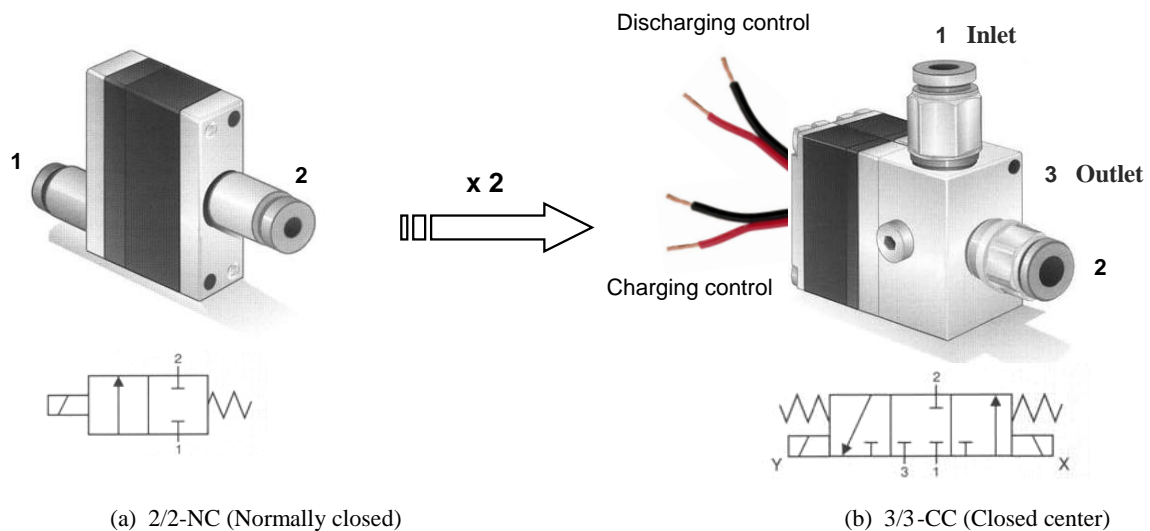 Discharging control
1 Inlet
1
2
x 2
3 Outlet
2
Charging control
2
1
2
Y
3
1
X
(a) 2/2-NC (Normally closed)
(b) 3/3-CC (Closed center)